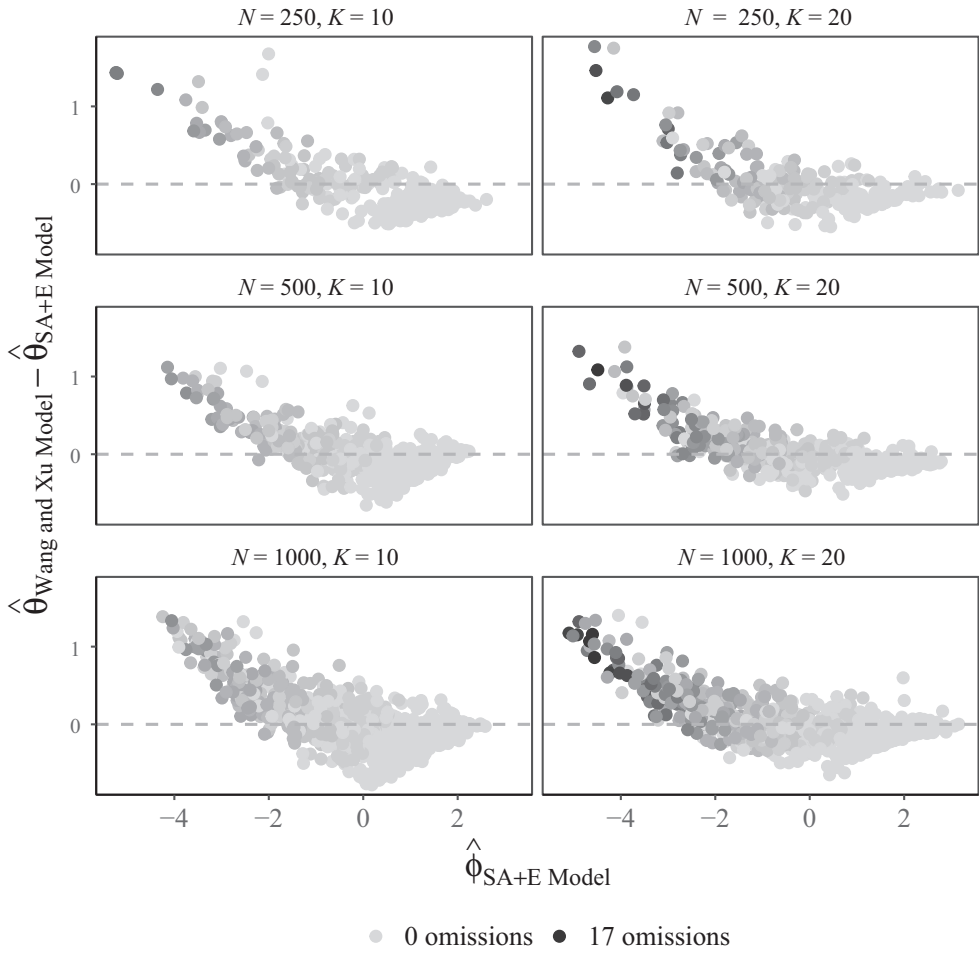 N = 250, K = 10
N = 250, K = 20
1
0
N = 500, K = 10
N = 500, K = 20
1
0
N = 1000, K = 10
N = 1000, K = 20
1
0
−4 −2 0 2
−4 −2 0 2
θ̂Wang and Xu Model − θ̂SA+E Model
ϕ̂SA+E Model
0 omissions 17 omissions